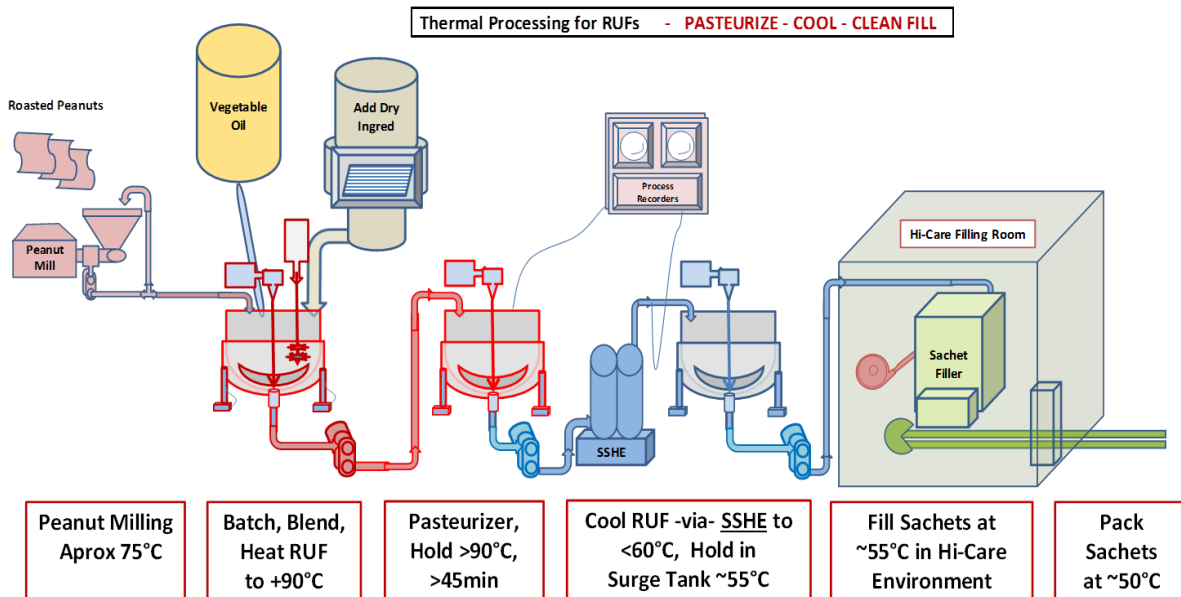 Thermal Processing for RUFs - PASTEURIZE - COOL - CLEAN FILL
Roasted Peanuts
Vegetable
Oil
Add Dry
Ingred
Process
Recorders
Peanut
Mill
Hi-Care Filling Room
Sachet
Filler
SSHE
Peanut Milling
Aprox 75°C
Batch, Blend,
Heat RUF
to +90°C
Pasteurizer,
Hold >90°C,
>45min
Cool RUF -via- SSHE to
<60°C, Hold in
Surge Tank ~55°C
Fill Sachets at
~55°C in Hi-Care
Environment
Pack
Sachets
at ~50°C